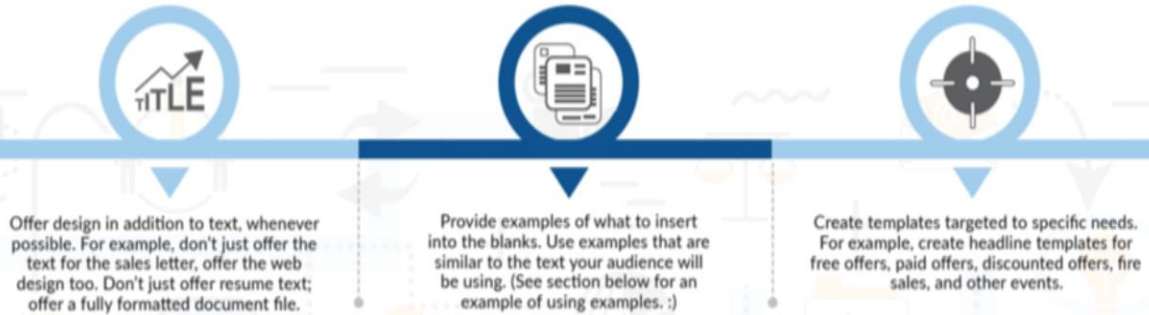 TITLE
Offer design in addition to text, whenever
possible. For example, don't just offer the
text for the sales letter, offer the web
design too. Don't just offer resume text;
offer a fully formatted document file.
Provide examples of what to insert
into the blanks. Use examples that are
similar to the text your audience will
be using. (See section below for an
example of using examples. :)
Create templates targeted to specific needs.
For example, create headline templates for
free offers, paid offers, discounted offers, fire
sales, and other events.